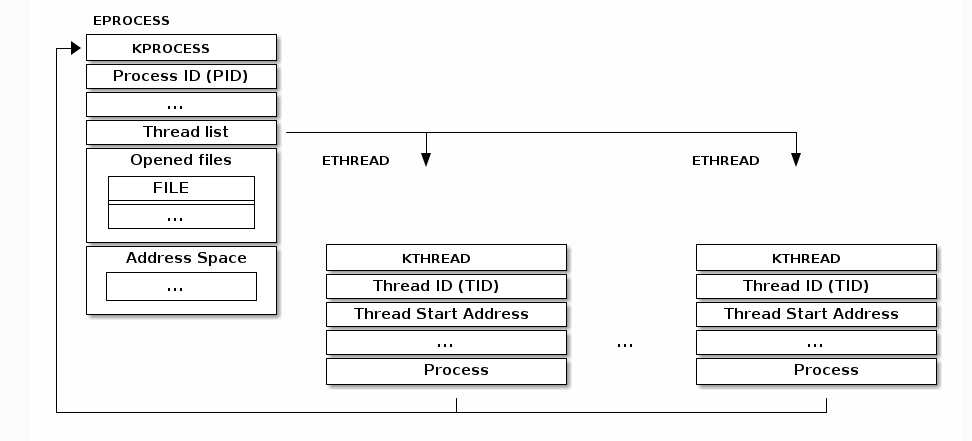 EPROCESS
KPROCESS
Process ID (PID)
...
Thread list
Opened files
FILE
...
Address Space
...
ETHREAD
KTHREAD
Thread ID (TID)
Thread Start Address
...
Process
...
ETHREAD
KTHREAD
Thread ID (TID)
Thread Start Address
...
Process